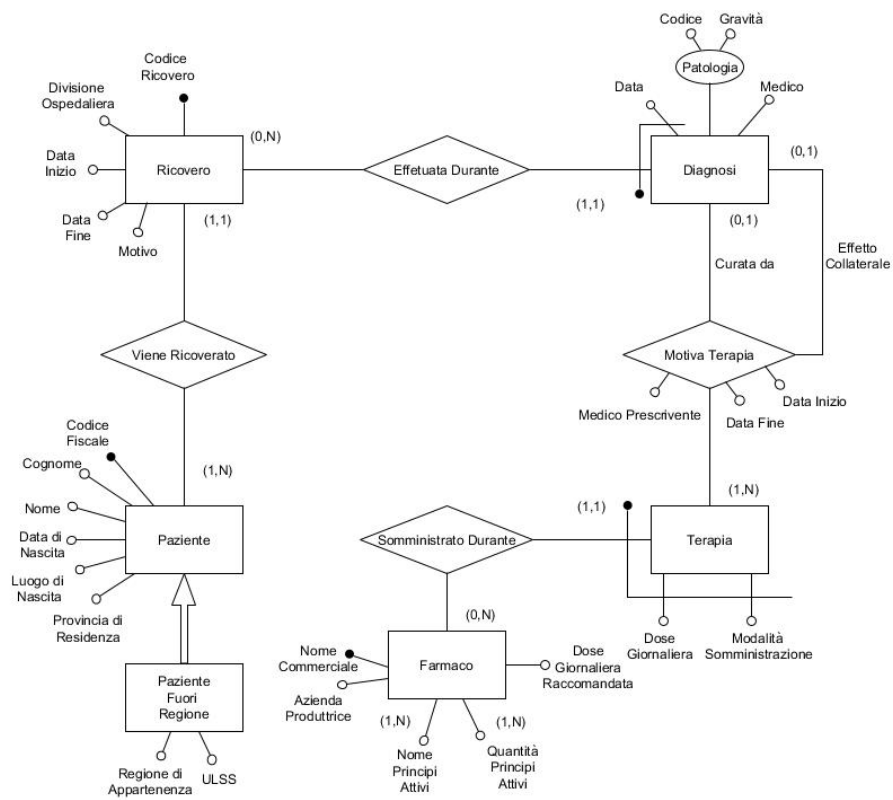 Codice
Ricovero
Divisione
Ospedaliera
Data
Inizio
Data
Fine
Motivo
Ricovero
(0,N)
(1,1)
Effetuata Durante
Codice
Gravità
Patologia
Data
Medico
Diagnosi
(1,1)
(0,1)
(0,1)
Curata da
Effetto
Collaterale
Viene Ricoverato
Motiva Terapia
Medico Prescrivente
Data Fine
Data Inizio
Codice
Fiscale
Cognome
Nome
Data di
Nascita
Luogo di
Nascita
Provincia di
Residenza
(1,N)
Paziente
Somministrato Durante
(1,1)
(1,N)
Terapia
Dose
Giornaliera
Modalità
Somministrazione
(0,N)
Nome
Commerciale
Azienda
Produttrice
Farmaco
Dose
Giornaliera
Raccomandata
(1,N)
(1,N)
Nome
Principi
Attivi
Quantità
Principi
Attivi
Paziente
Fuori
Regione
Regione di
Appartenenza
ULSS